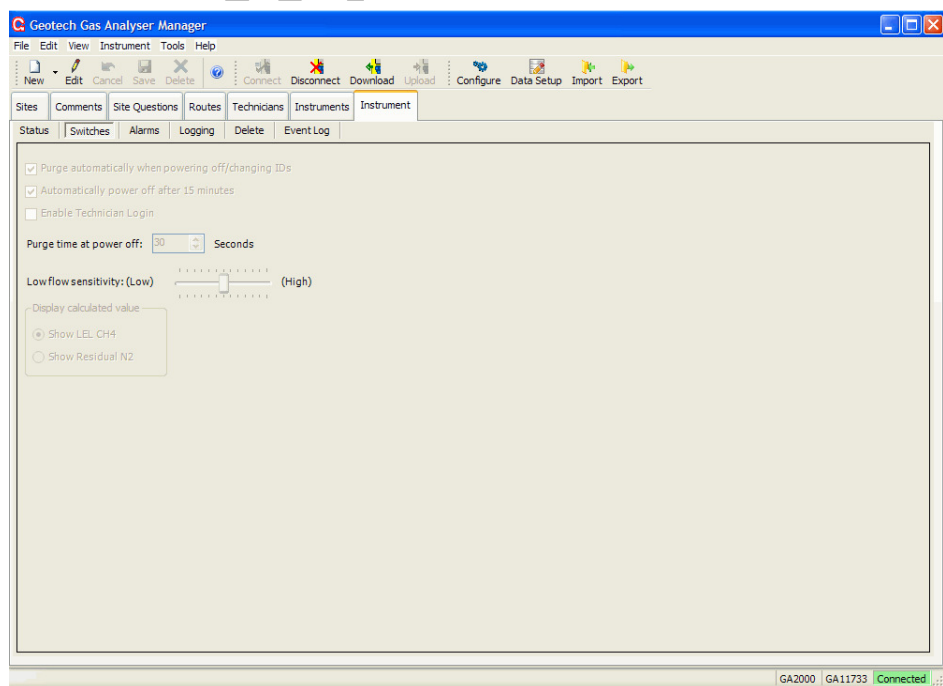 Geotech Gas Analyser Manager
File Edit View Instrument Tools Help
New Edit Cancel Save Delete Connect Disconnect Download Upload Configure Data Setup Import Export
Sites Comments Site Questions Routes Technicians Instruments Instrument
Status Switches Alarms Logging Delete Event Log
Purge automatically when powering off/changing IDs
Automatically power off after 15 minutes
Enable Technician Login
Purge time at power off: 30 Seconds
Low flow sensitivity: (Low) (High)
Display calculated value
Show LEL CH4
Show Residual N2
GA2000 GA11733 Connected